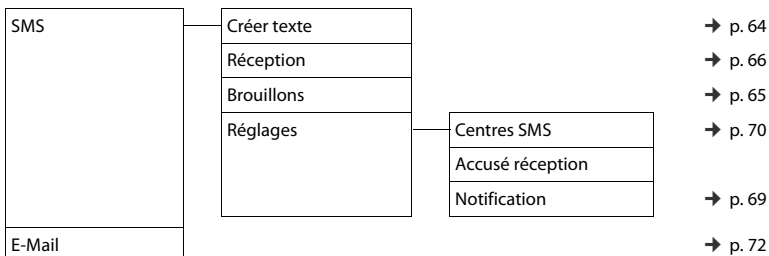 SMS Créer texte ➔ p. 64
Réception ➔ p. 66
Brouillons ➔ p. 65
Réglages Centres SMS ➔ p. 70
Accusé réception
Notification ➔ p. 69
E-Mail ➔ p. 72